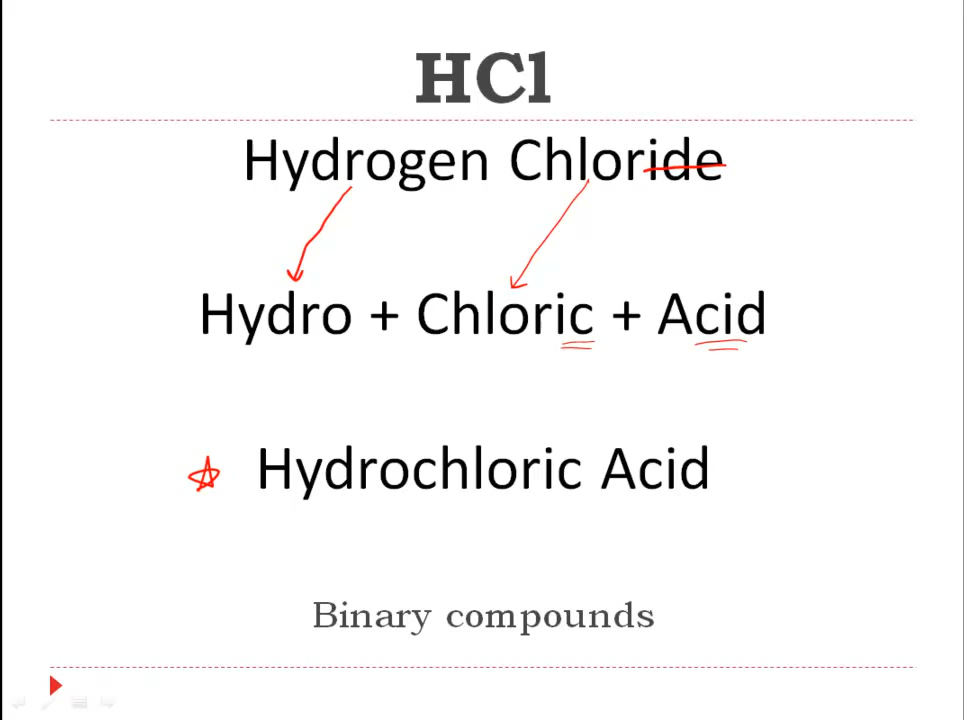 HCl
Hydrogen Chloride
Hydro + Chloric + Acid
Hydrochloric Acid
Binary compounds